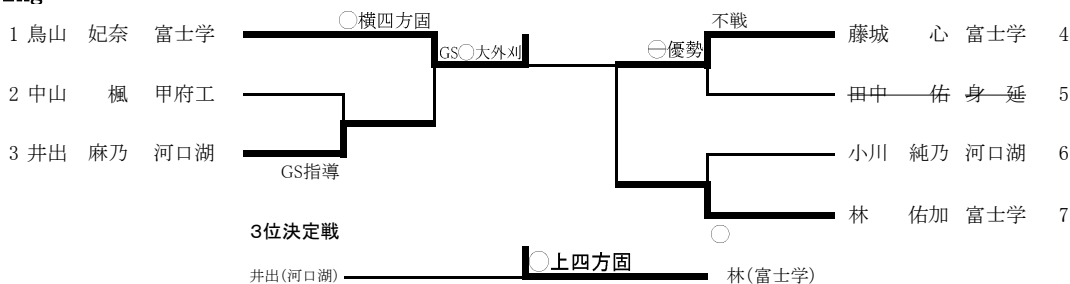 ○横四方固 不戦
1 鳥山 妃奈 富士学 GS○大外刈 ○優勢 藤城 心 富士学 4
2 中山 楓 甲府工 田中 佑 身 延 5
3 井出 麻乃 河口湖 小川 純乃 河口湖 6
GS指導
林 佑加 富士学 7
3位決定戦 ○
○上四方固
井出(河口湖) 林(富士学)